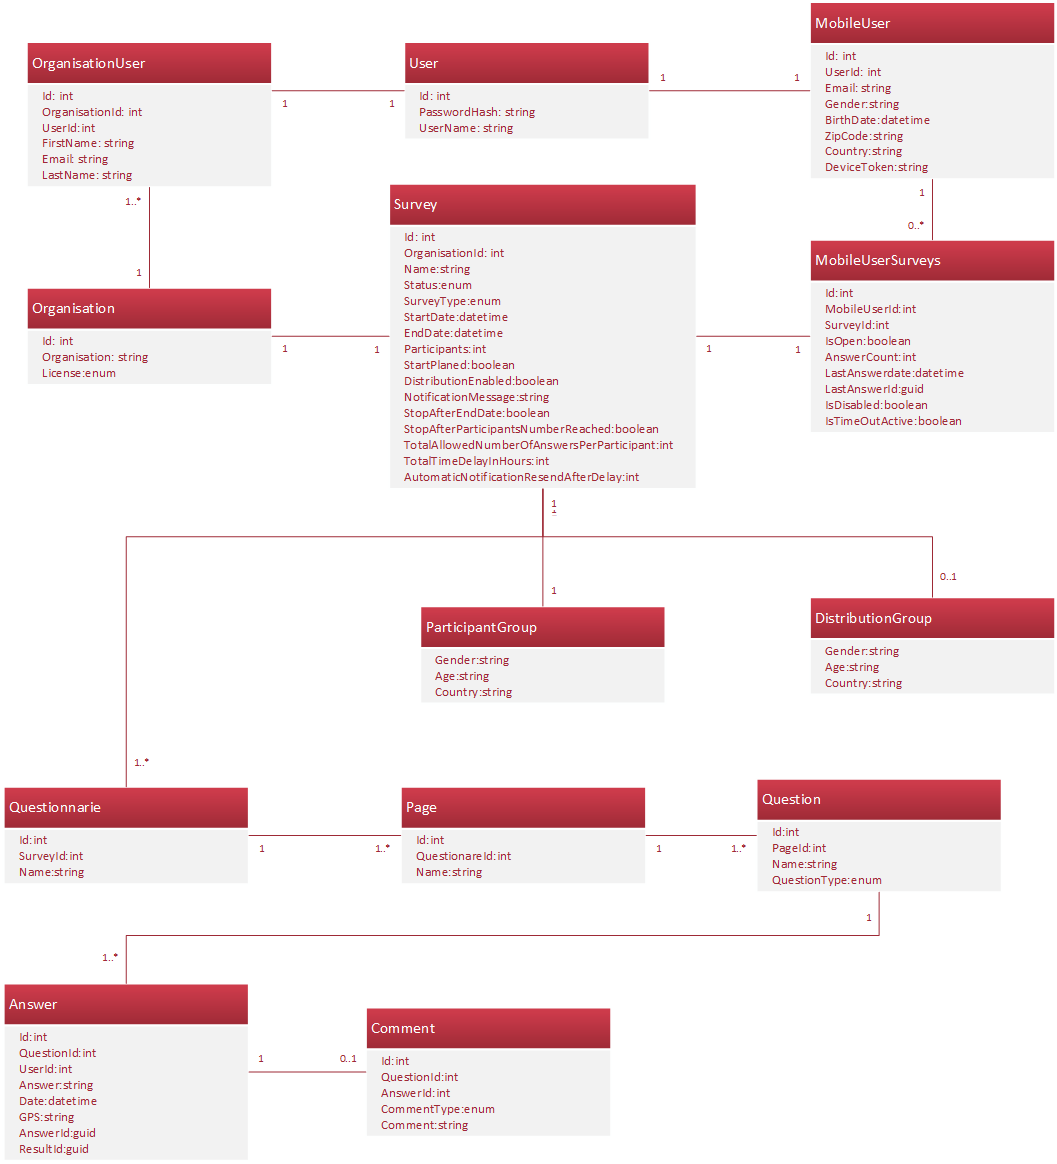 MobileUser
Id: int
UserId: int
Email: string
Gender:string
BirthDate:datetime
ZipCode:string
Country:string
DeviceToken:string
OrganisationUser
Id: int
OrganisationId: int
UserId:int
FirstName: string
Email: string
LastName: string
User
Id: int
PasswordHash: string
UserName: string
1
1
1
1
1..*
1
1
0..*
Survey
Id: int
OrganisationId: int
Name:string
Status:enum
SurveyType:enum
StartDate:datetime
EndDate:datetime
Participants:int
StartPlaned:boolean
DistributionEnabled:boolean
NotificationMessage:string
StopAfterEndDate:boolean
StopAfterParticipantsNumberReached:boolean
TotalAllowedNumberOfAnswersPerParticipant:int
TotalTimeDelayInHours:int
AutomaticNotificationResendAfterDelay:int
MobileUserSurveys
Id:int
MobileUserId:int
SurveyId:int
IsOpen:boolean
AnswerCount:int
LastAnswerdate:datetime
LastAnswerId:guid
IsDisabled:boolean
IsTimeOutActive:boolean
Organisation
Id: int
Organisation: string
License:enum
1
1
1
1
1
1
1
0..1
1..*
ParticipantGroup
Gender:string
Age:string
Country:string
DistributionGroup
Gender:string
Age:string
Country:string
Questionnarie
Id:int
SurveyId:int
Name:string
1
1..*
Page
Id:int
QuestionareId:int
Name:string
1
1..*
Question
Id:int
PageId:int
Name:string
QuestionType:enum
1
1..*
Answer
Id:int
QuestionId:int
UserId:int
Answer:string
Date:datetime
GPS:string
AnswerId:guid
ResultId:guid
1
0..1
Comment
Id:int
QuestionId:int
AnswerId:int
CommentType:enum
Comment:string